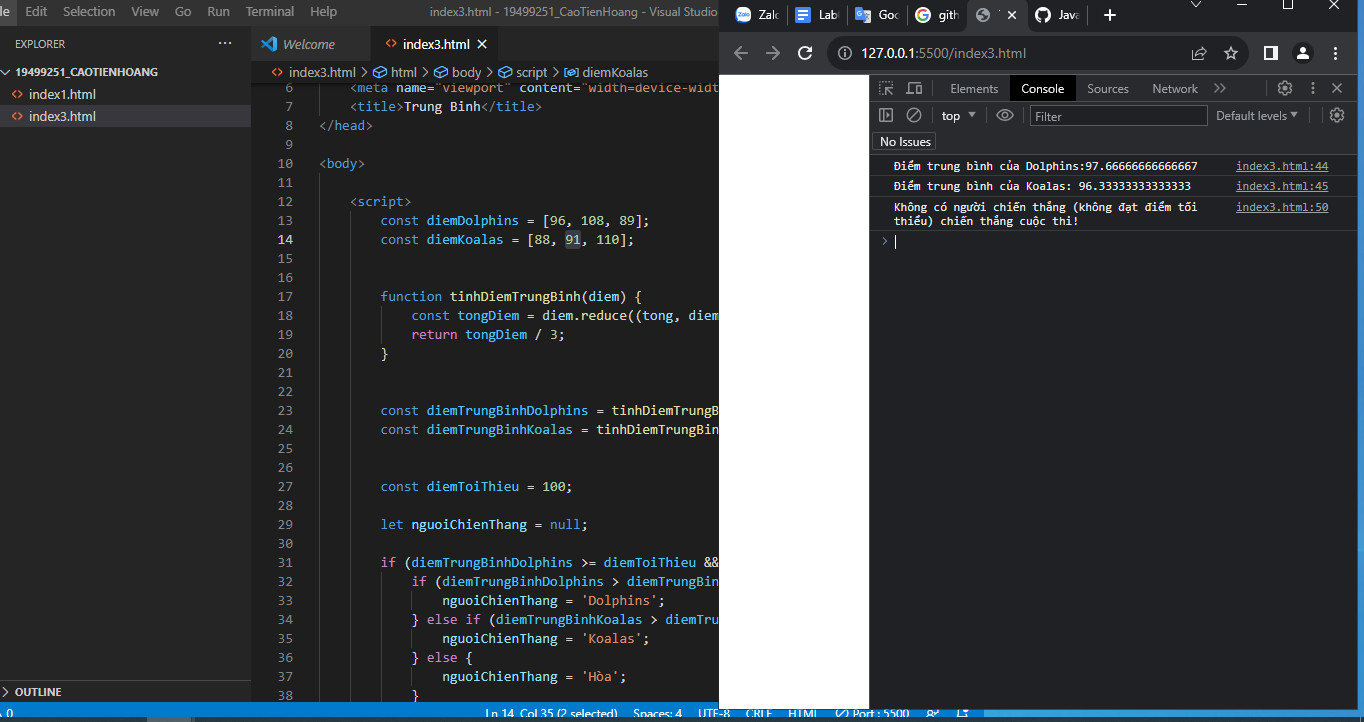 le Edit Selection View Go Run Terminal Help index3.html - 19499251_CaoTienHoang - Visual Studio
EXPLORER
19499251_CAOTIENHOANG
index1.html
index3.html
OUTLINE
Welcome
index3.html
index3.html > html > body > script > diemKoalas
6 <meta name="viewport" content="width=device-widt
7 <title>Trung Bình</title>
8 </head>
9
10 <body>
11
12 <script>
13 const diemDolphins = [96, 108, 89];
14 const diemKoalas = [88, 91, 110];
15
16
17 function tinhDiemTrungBinh(diem) {
18 const tongDiem = diem.reduce((tong, diem
19 return tongDiem / 3;
20 }
21
22
23 const diemTrungBinhDolphins = tinhDiemTrungB
24 const diemTrungBinhKoalas = tinhDiemTrungBin
25
26
27 const diemToiThieu = 100;
28
29 let nguoiChienThang = null;
30
31 if (diemTrungBinhDolphins >= diemToiThieu &&
32 if (diemTrungBinhDolphins > diemTrungBin
33 nguoiChienThang = 'Dolphins';
34 } else if (diemTrungBinhKoalas > diemTru
35 nguoiChienThang = 'Koalas';
36 } else {
37 nguoiChienThang = 'Hòa';
38 }
0 Ln 14, Col 35 (2 selected) Spaces: 4 UTF-8 CRLF HTML Port : 5500
Zalo Zalc Lab Goc gith Java
127.0.0.1:5500/index3.html
Elements Console Sources Network
top Filter Default levels
No Issues
Điểm trung bình của Dolphins:97.66666666666667 index3.html:44
Điểm trung bình của Koalas: 96.33333333333333 index3.html:45
Không có người chiến thắng (không đạt điểm tối index3.html:50
thiểu) chiến thắng cuộc thi!